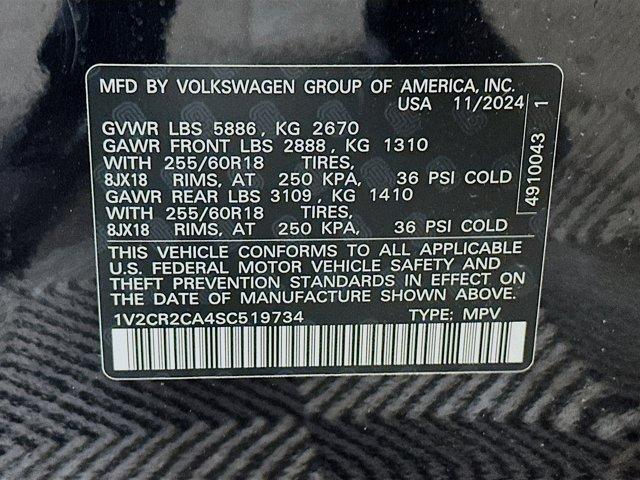 MFD BY VOLKSWAGEN GROUP OF AMERICA, INC.
USA 11/2024
GVWR LBS 5886, KG 2670
GAWR FRONT LBS 2888, KG 1310
WITH 255/60R18 TIRES,
8JX18 RIMS, AT 250 KPA, 36 PSI COLD
GAWR REAR LBS 3109, KG 1410
WITH 255/60R18 TIRES,
8JX18 RIMS, AT 250 KPA, 36 PSI COLD
THIS VEHICLE CONFORMS TO ALL APPLICABLE
U.S. FEDERAL MOTOR VEHICLE SAFETY AND
THEFT PREVENTION STANDARDS IN EFFECT ON
THE DATE OF MANUFACTURE SHOWN ABOVE.
1V2CR2CA4SC519734 TYPE: MPV
4910043 1